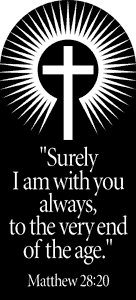 "Surely
I am with you
always,
to the very end
of the age."
Matthew 28:20